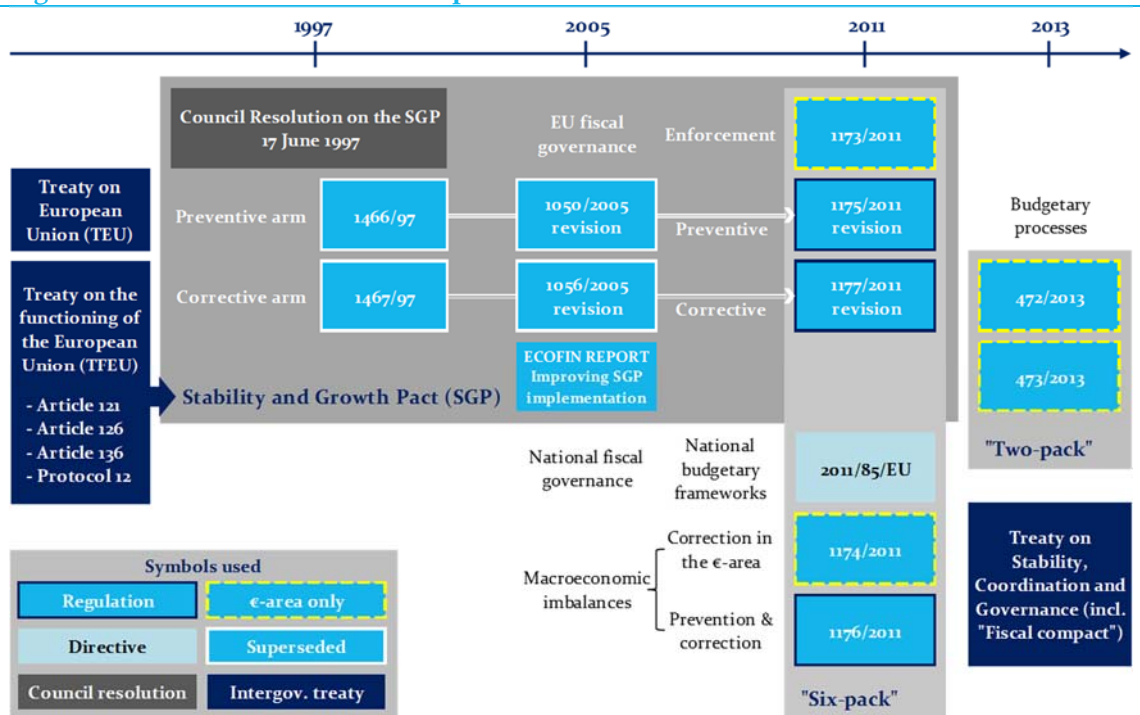 1997
2005
2011
2013
Council Resolution on the SGP
17 June 1997
EU fiscal
governance
Enforcement
1173/2011
Treaty on
European
Union (TEU)
Preventive arm
1466/97
1050/2005
revision
Preventive
1175/2011
revision
Budgetary
processes
Treaty on the
functioning of
the European
Union (TFEU)
- Article 121
- Article 126
- Article 136
- Protocol 12
Corrective arm
1467/97
1056/2005
revision
Corrective
1177/2011
revision
472/2013
473/2013
"Two-pack"
ECOFIN REPORT
Improving SGP
implementation
Stability and Growth Pact (SGP)
National fiscal
governance
National
budgetary
frameworks
2011/85/EU
Macroeconomic
imbalances
Correction in
the €-area
1174/2011
Prevention &
correction
1176/2011
"Six-pack"
Treaty on
Stability,
Coordination and
Governance (incl.
"Fiscal compact")
Symbols used
Regulation
€-area only
Directive
Superseded
Council resolution
Intergov. treaty